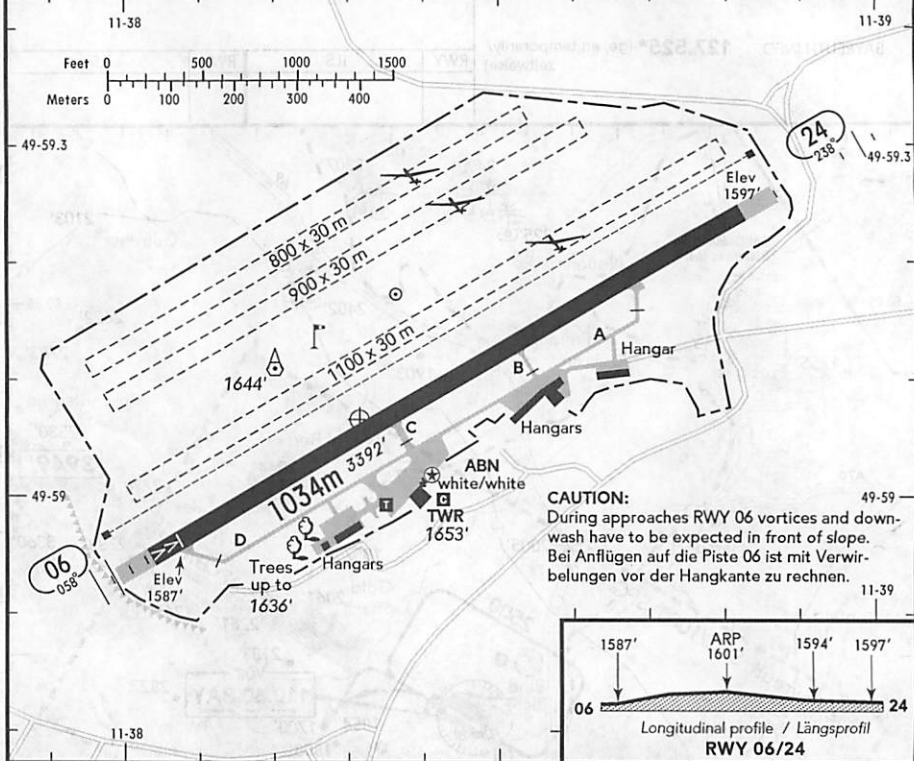 11-38
11-39
Feet 0 500 1000 1500
Meters 0 100 200 300 400
49-59.3
24
238°
49-59.3
Elev
1597'
800 x 30 m
900 x 30 m
1100 x 30 m
1644'
A
Hangar
B
Hangars
C
1034m 3392'
ABN
white/white
T
C
TWR
1653'
49-59
49-59
D
06
058°
Elev
1587'
Trees
up to
1636'
Hangars
CAUTION:
During approaches RWY 06 vortices and down-
wash have to be expected in front of slope.
Bei Anflügen auf die Piste 06 ist mit Verwir-
belungen vor der Hangkante zu rechnen.
11-39
1587' ARP 1601' 1594' 1597'
06 24
Longitudinal profile / Längsprofil
RWY 06/24
11-38